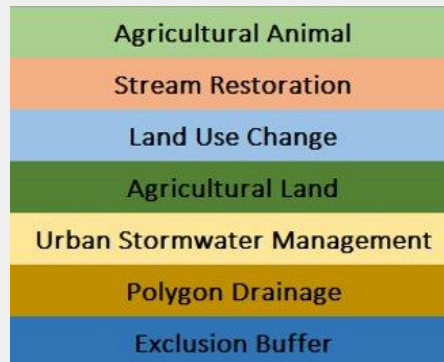 Agricultural Animal
Stream Restoration
Land Use Change
Agricultural Land
Urban Stormwater Management
Polygon Drainage
Exclusion Buffer